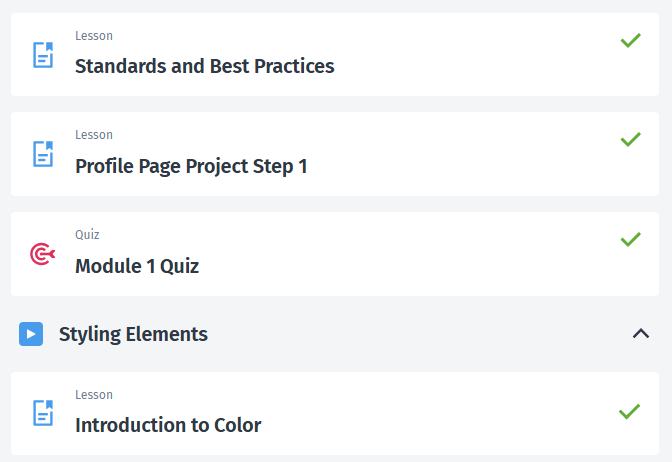 Lesson
Standards and Best Practices
Lesson
Profile Page Project Step 1
Quiz
Module 1 Quiz
Styling Elements
Lesson
Introduction to Color